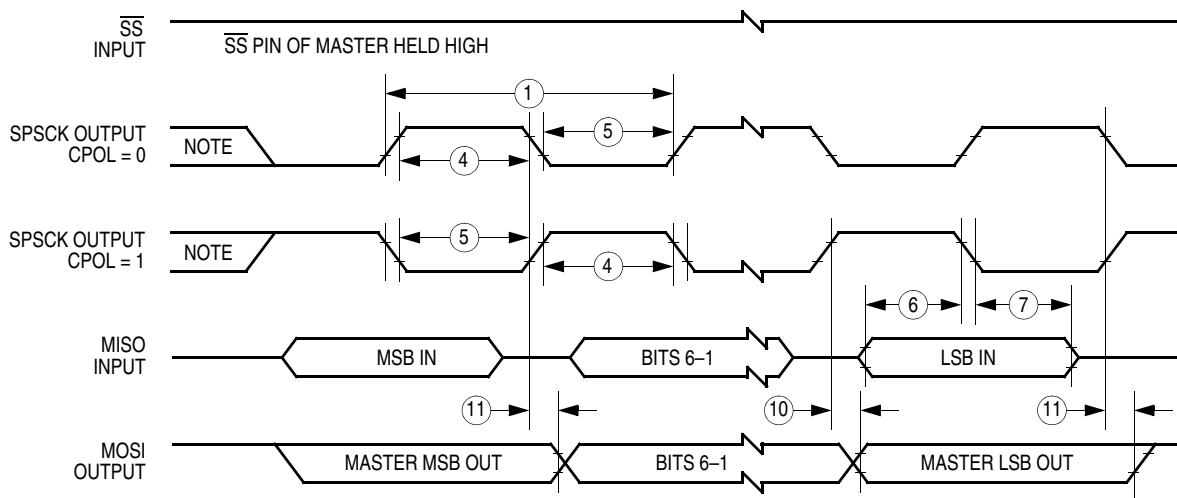 SS
INPUT
SS PIN OF MASTER HELD HIGH
1
SPSCK OUTPUT
CPOL = 0
NOTE
5
4
SPSCK OUTPUT
CPOL = 1
NOTE
5
4
6
7
MISO
INPUT
MSB IN
BITS 6–1
LSB IN
11
10
11
MOSI
OUTPUT
MASTER MSB OUT
BITS 6–1
MASTER LSB OUT